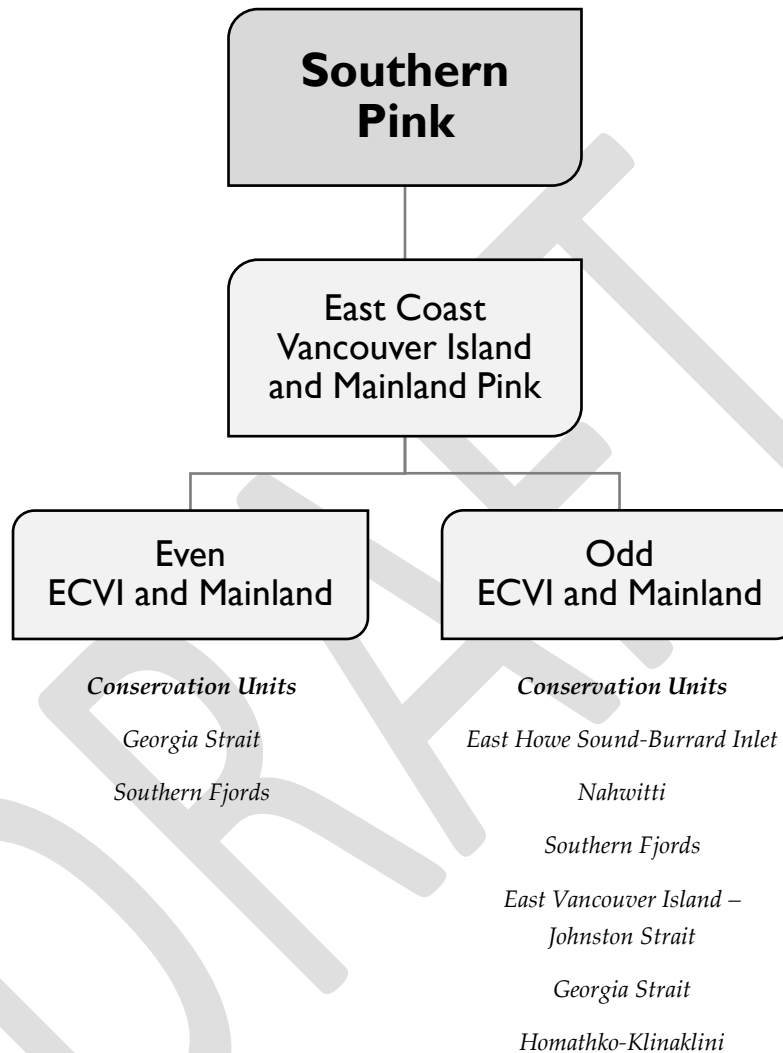 Southern
Pink
East Coast
Vancouver Island
and Mainland Pink
Even
ECVI and Mainland
Conservation Units
Georgia Strait
Southern Fjords
Odd
ECVI and Mainland
Conservation Units
East Howe Sound-Burrard Inlet
Nahwitti
Southern Fjords
East Vancouver Island –
Johnston Strait
Georgia Strait
Homathko-Klinaklini
DRAFT